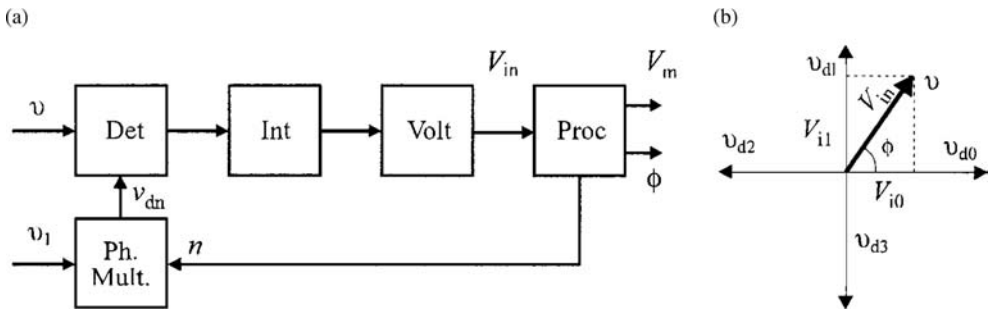 (a)
(b)
V_in
V_m
υ
Det
Int
Volt
Proc
ϕ
v_dn
υ_1
Ph.
Mult.
n
υ_d1
υ
V_in
V_i1
ϕ
υ_d2
υ_d0
V_i0
υ_d3